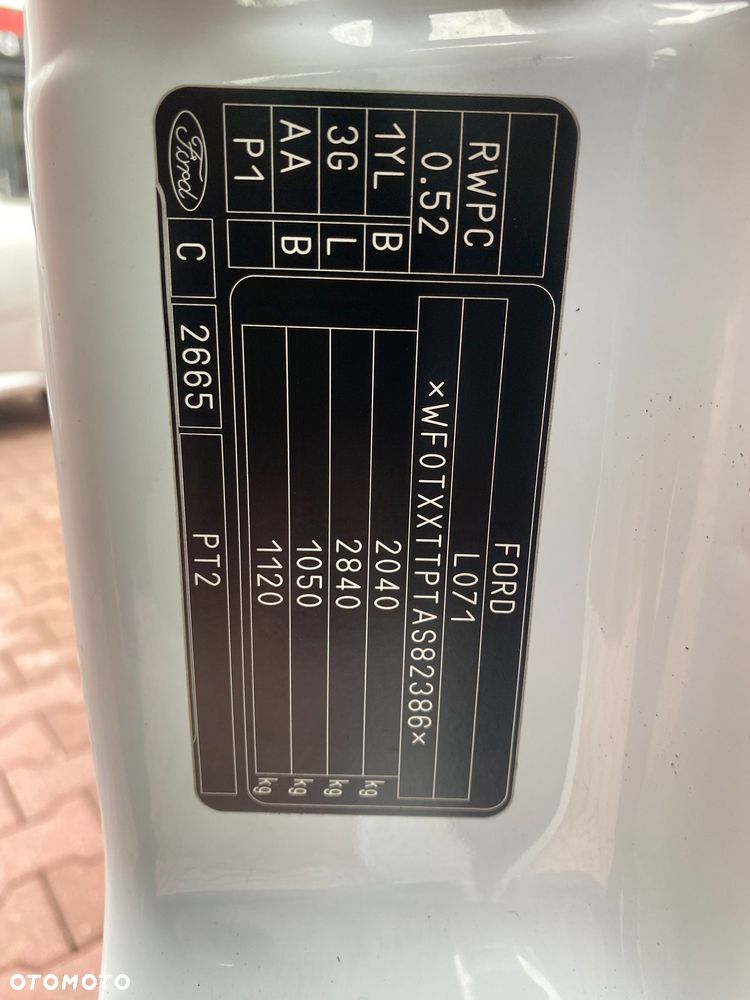 FORD
L071
*WF0TXXTTPTAS82386*
2040 kg
2840 kg
1050 kg
1120 kg
RWPC
0.52
1YL B
3G L
AA B
P1
Ford C 2665 PT2
OTOMOTO